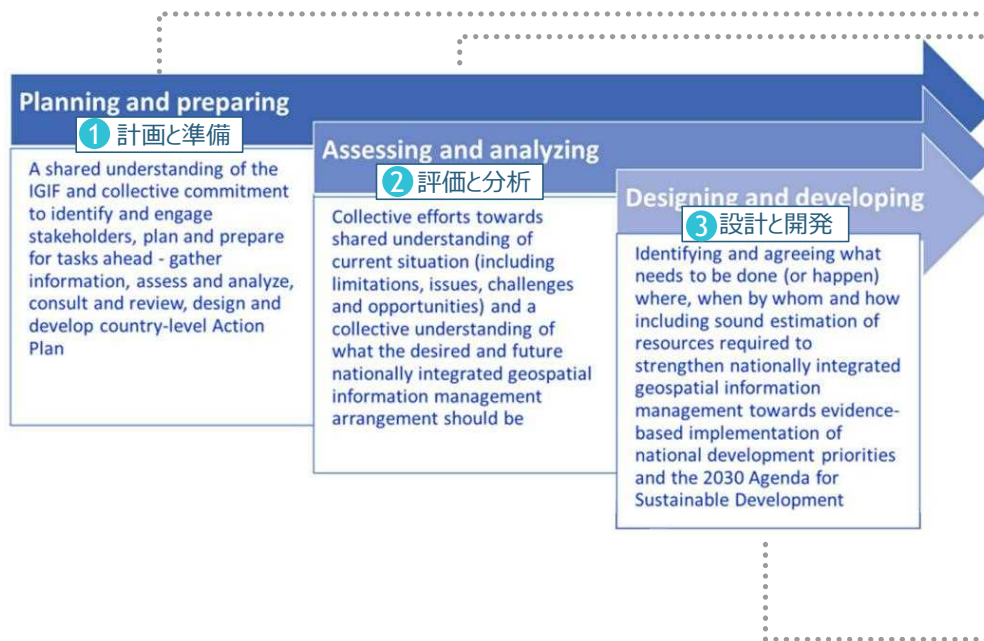 Planning and preparing
1 計画と準備
A shared understanding of the
IGIF and collective commitment
to identify and engage
stakeholders, plan and prepare
for tasks ahead - gather
information, assess and analyze,
consult and review, design and
develop country-level Action
Plan
Assessing and analyzing
2 評価と分析
Collective efforts towards
shared understanding of
current situation (including
limitations, issues, challenges
and opportunities) and a
collective understanding of
what the desired and future
nationally integrated geospatial
information management
arrangement should be
Designing and developing
3 設計と開発
Identifying and agreeing what
needs to be done (or happen)
where, when by whom and how
including sound estimation of
resources required to
strengthen nationally integrated
geospatial information
management towards evidence-
based implementation of
national development priorities
and the 2030 Agenda for
Sustainable Development